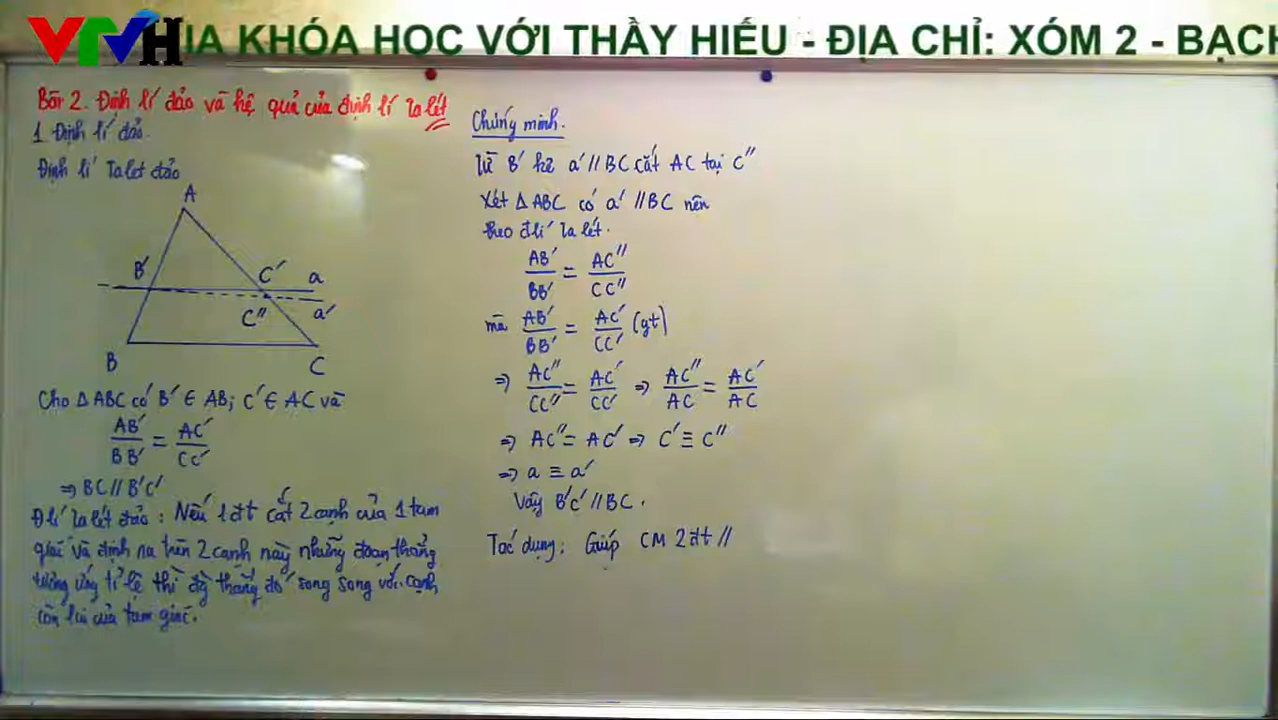 VTVH
IA KHÓA HỌC VỚI THẦY HIẾU - ĐỊA CHỈ: XÓM 2 - BẠCH
Bài 2. Định lí đảo và hệ quả của định lí Ta lét
1. Định lí đảo.
Định lí Talet đảo
A
B' C' a
C'' a'
B C
Cho Δ ABC có B' ∈ AB; C' ∈ AC và
AB'/BB' = AC'/CC'
⇒ BC // B'C'
Đ lí Ta lét đảo: Nếu 1 đt cắt 2 cạnh của 1 tam
giác và định ra trên 2 cạnh này những đoạn thẳng
tương ứng tỉ lệ thì đg thẳng đó song song với cạnh
còn lại của tam giác.
Chứng minh.
Từ B' kẻ a' // BC cắt AC tại C''
Xét Δ ABC có a' // BC nên
theo đ lí Ta lét.
AB'/BB' = AC''/CC''
mà AB'/BB' = AC'/CC' (gt)
⇒ AC''/CC'' = AC'/CC' ⇒ AC''/AC = AC'/AC
⇒ AC'' = AC' ⇒ C' ≡ C''
⇒ a ≡ a'
Vậy B'C' // BC.
Tác dụng: Giúp CM 2 đt //